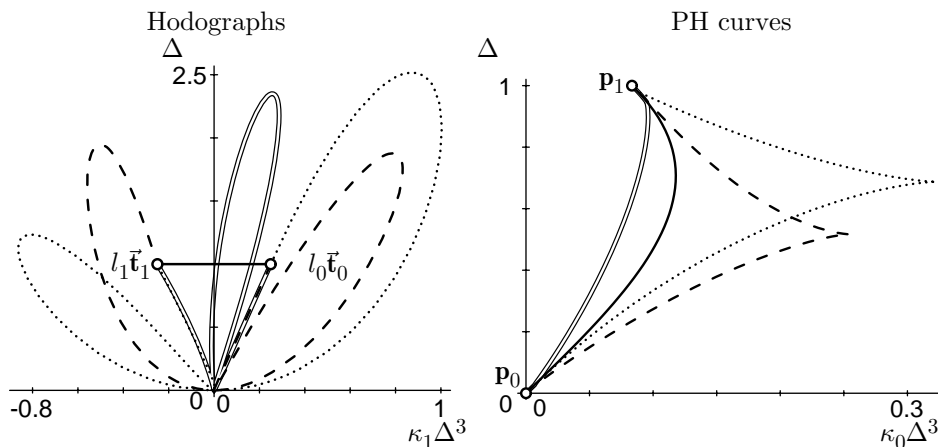 Hodographs
Δ
2.5
l₁t⃗₁ l₀t⃗₀
-0.8 0 0 1
κ₁Δ³
PH curves
Δ
1
p₁
p₀
0 0 0.3
κ₀Δ³